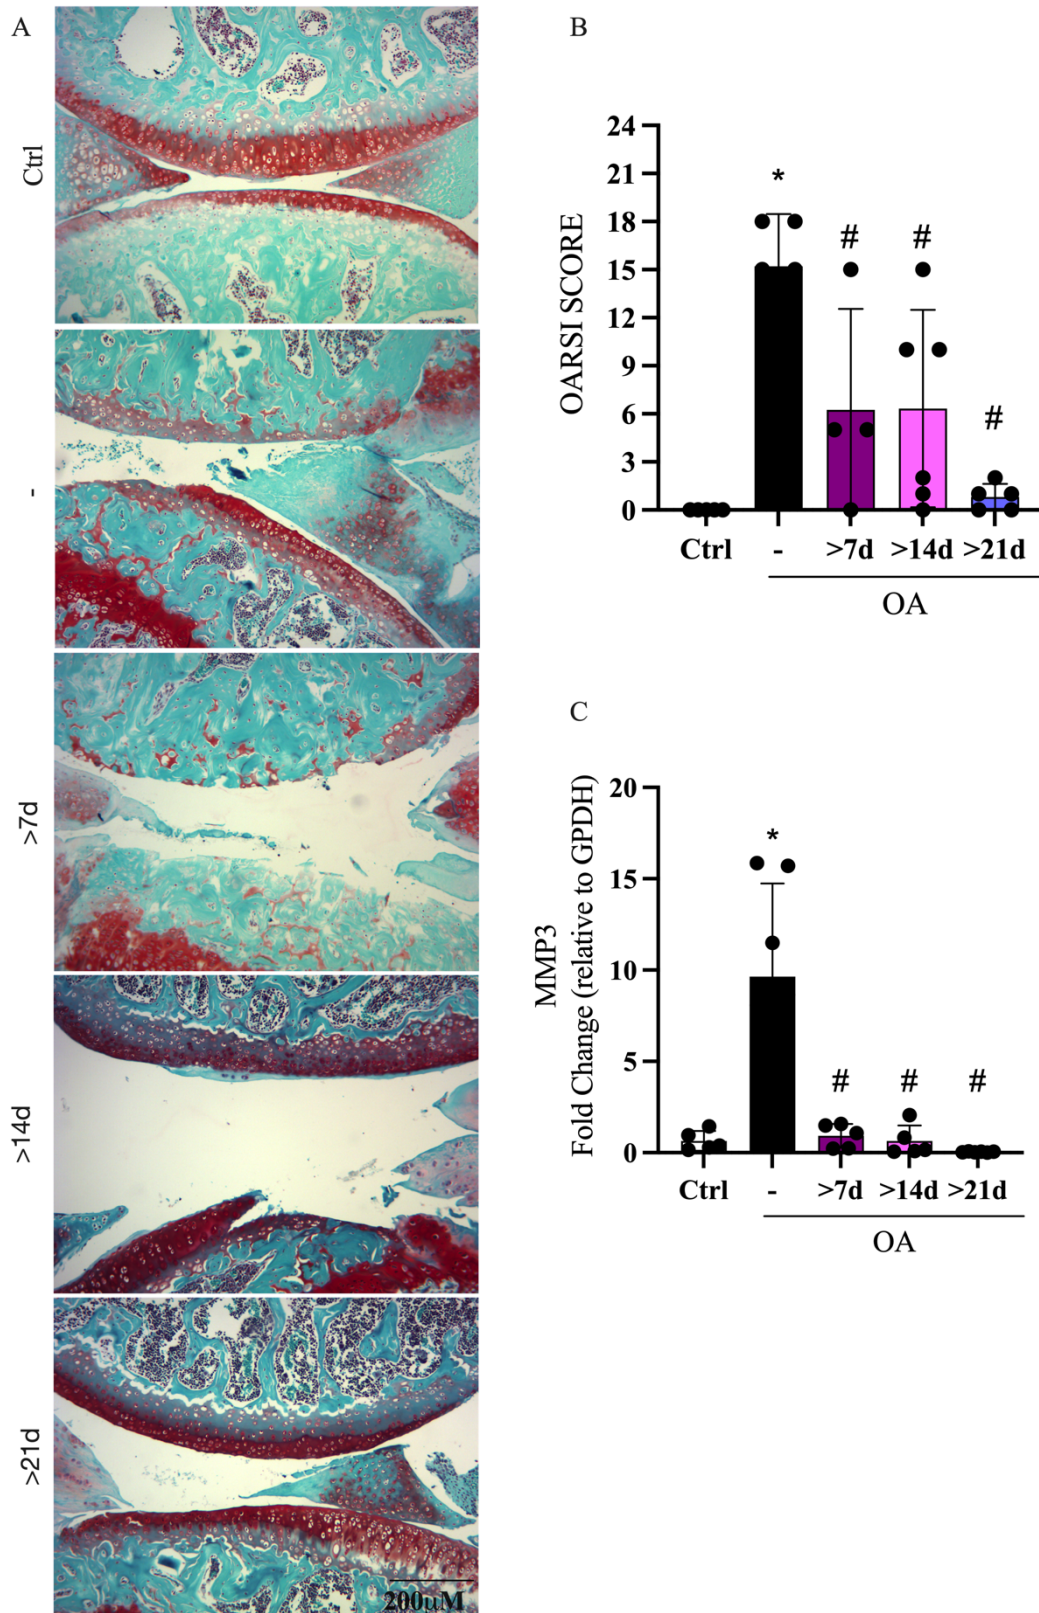 A
Ctrl
-
>7d
>14d
>21d
200μM
B
OARSI SCORE
24
21
18
15
12
9
6
3
0
*
#
#
#
Ctrl
-
>7d
>14d
>21d
OA
C
MMP3
Fold Change (relative to GPDH)
20
15
10
5
0
*
#
#
#
Ctrl
-
>7d
>14d
>21d
OA